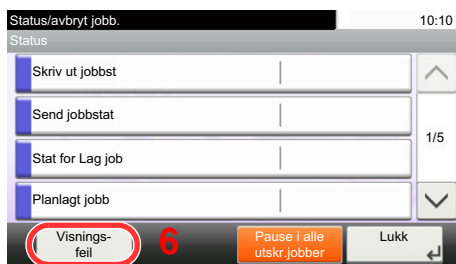 Status/avbryt jobb.
10:10
Status
Skriv ut jobbst
Send jobbstat
1/5
Stat for Lag job
Planlagt jobb
Visnings-
feil
6
Pause i alle
utskr.jobber
Lukk